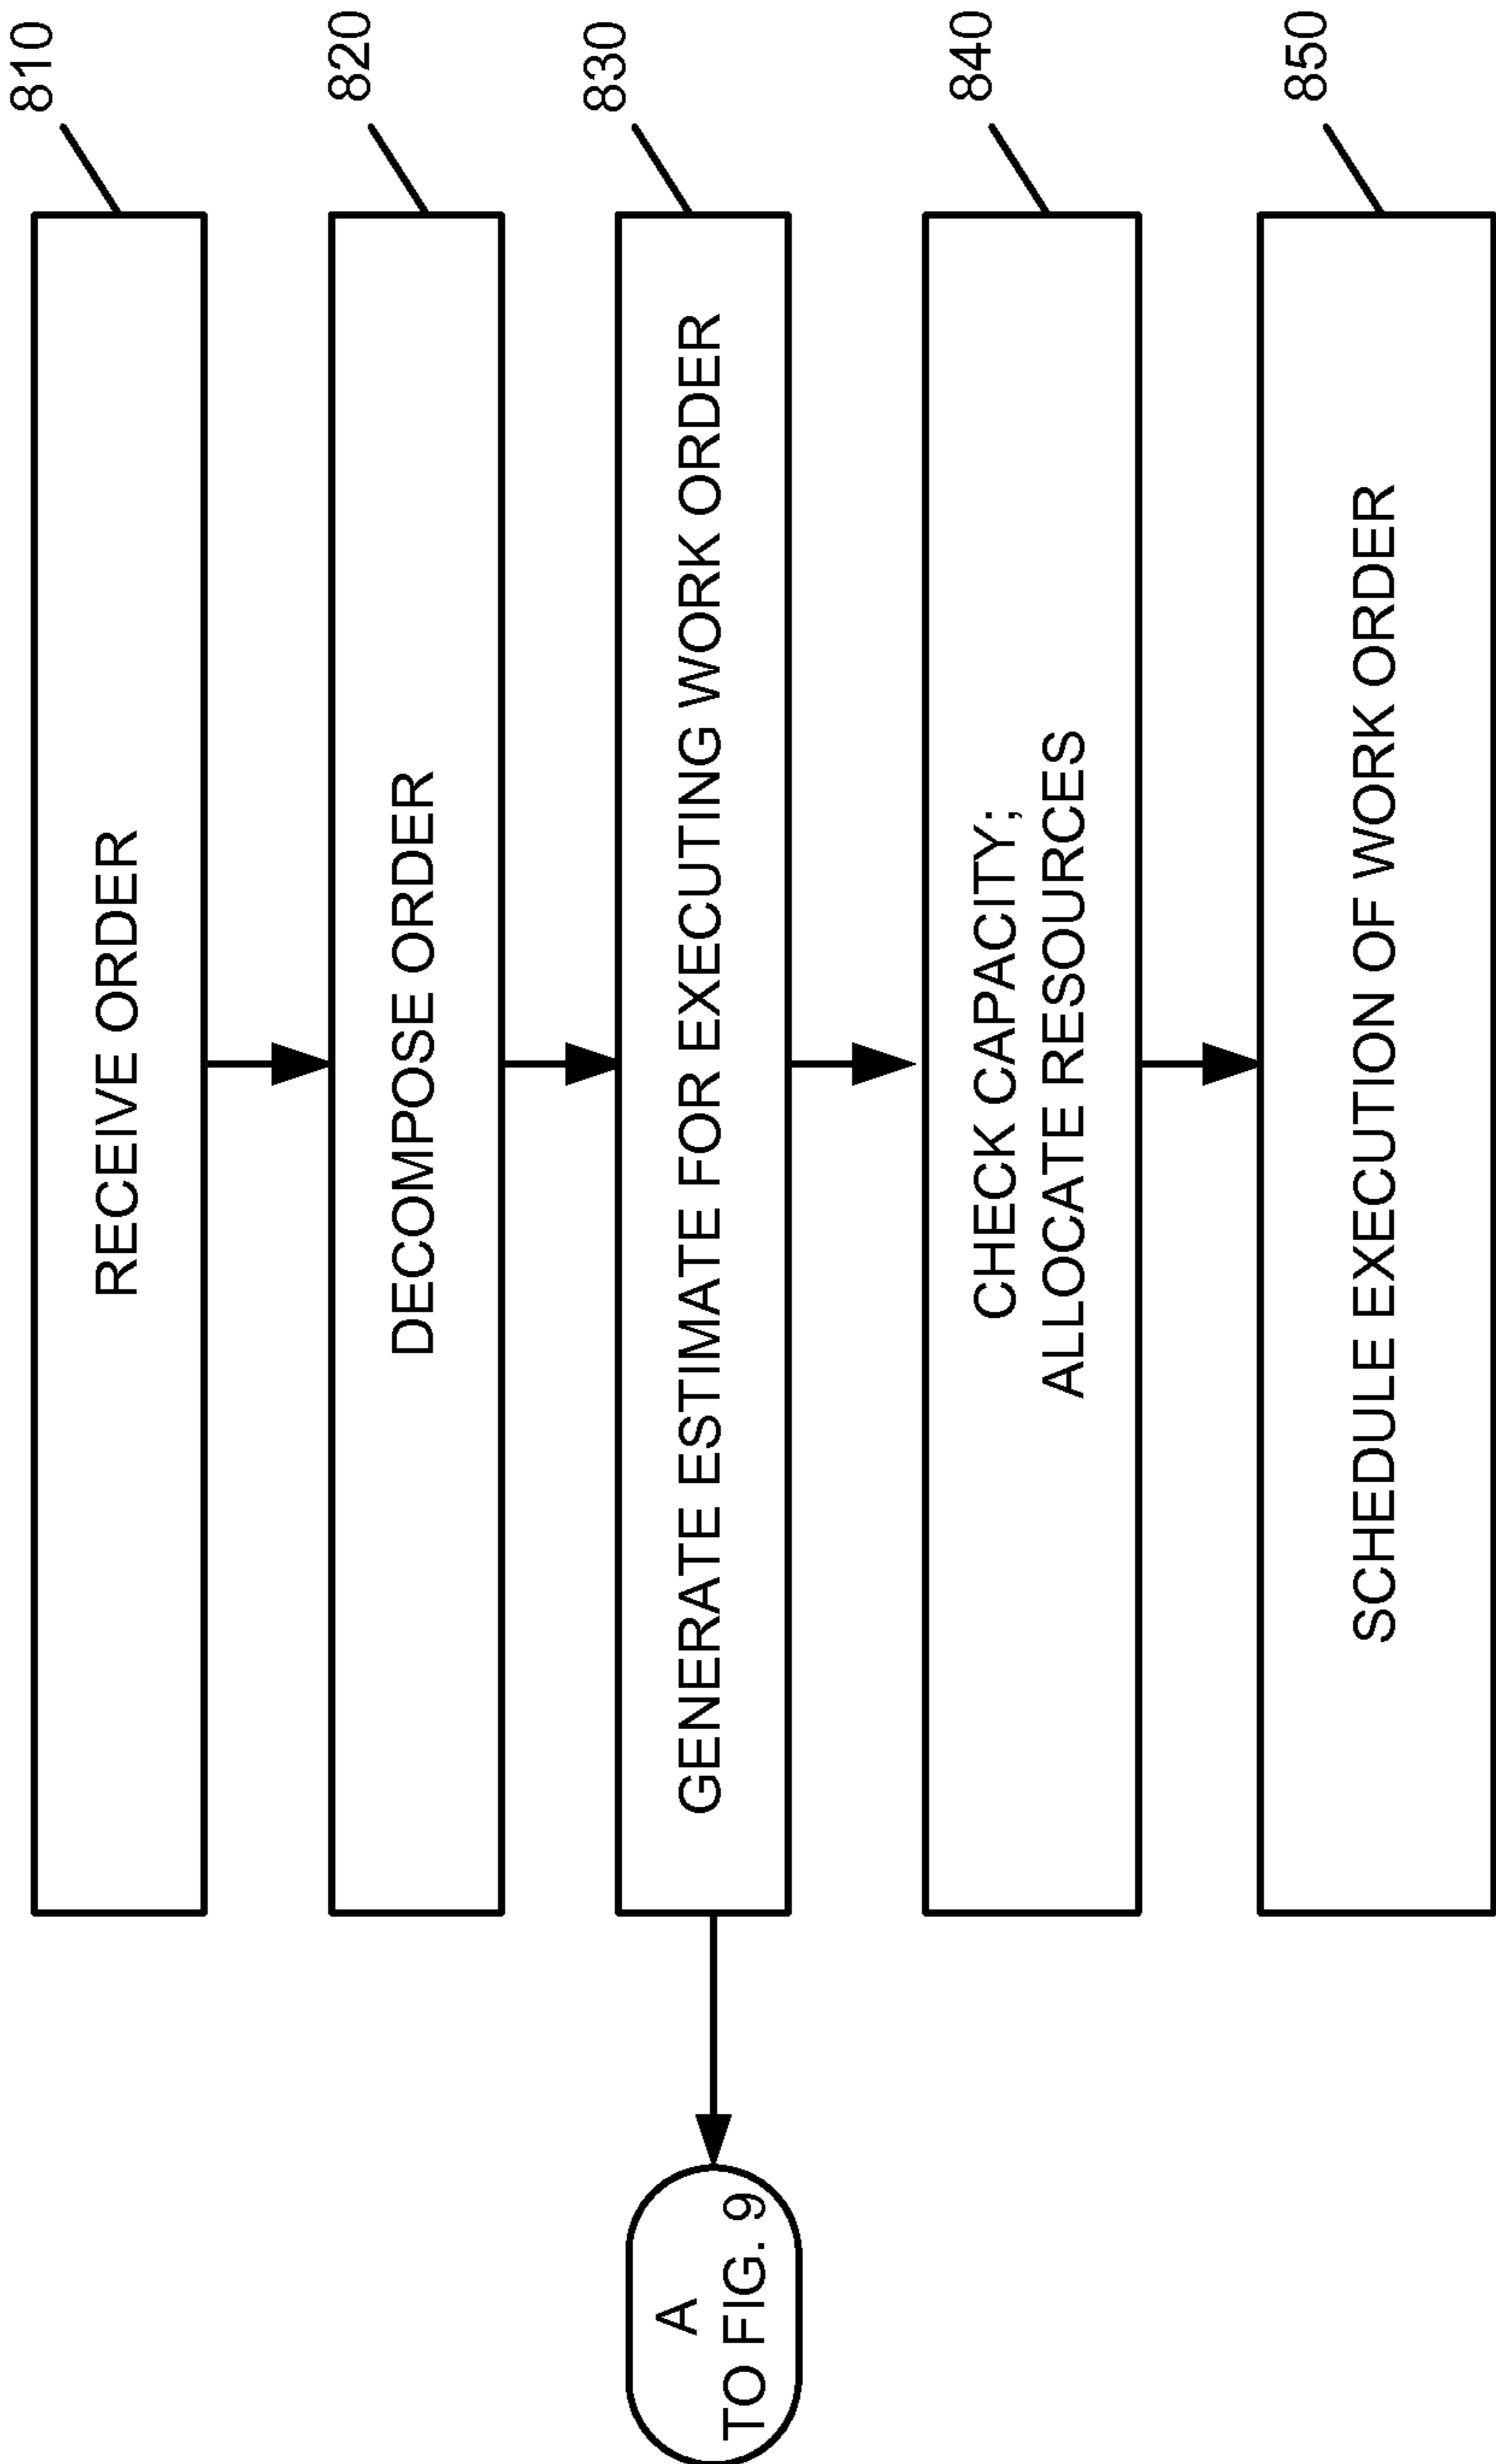 810
RECEIVE ORDER
820
DECOMPOSE ORDER
830
GENERATE ESTIMATE FOR EXECUTING WORK ORDER
A
TO FIG. 9
840
CHECK CAPACITY;
ALLOCATE RESOURCES
850
SCHEDULE EXECUTION OF WORK ORDER